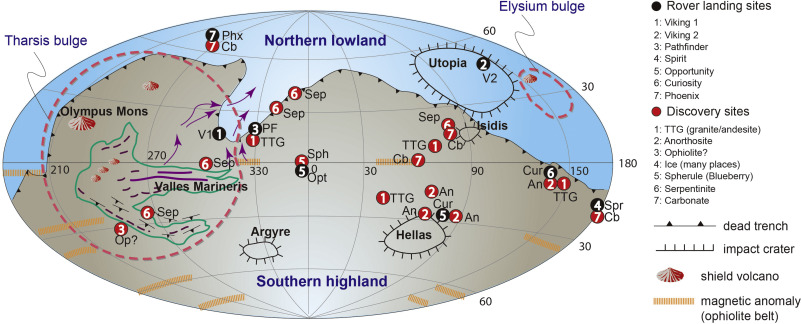 Tharsis bulge
7 Phx
7 Cb
Northern lowland
60
Elysium bulge
Utopia
2
V2
30
Olympus Mons
6
Sep
6
Sep
V1 1
3 PF
1 TTG
Sep
6
7
Cb
Isidis
TTG 1
Cb 7
210
270
6 Sep
330
Sph 5
5
Opt
0
30
Cur 6
An 2 1
TTG
180
Valles Marineris
6 Sep
3
Op?
1 TTG
2 An
Cur
An 2 5 2 An
Hellas
4 Spr
7 Cb
30
Argyre
Southern highland
60
Rover landing sites
1: Viking 1
2: Viking 2
3: Pathfinder
4: Spirit
5: Opportunity
6: Curiosity
7: Phoenix
Discovery sites
1: TTG (granite/andesite)
2: Anorthosite
3: Ophiolite?
4: Ice (many places)
5: Spherule (Blueberry)
6: Serpentinite
7: Carbonate
dead trench
impact crater
shield volcano
magnetic anomaly
(ophiolite belt)